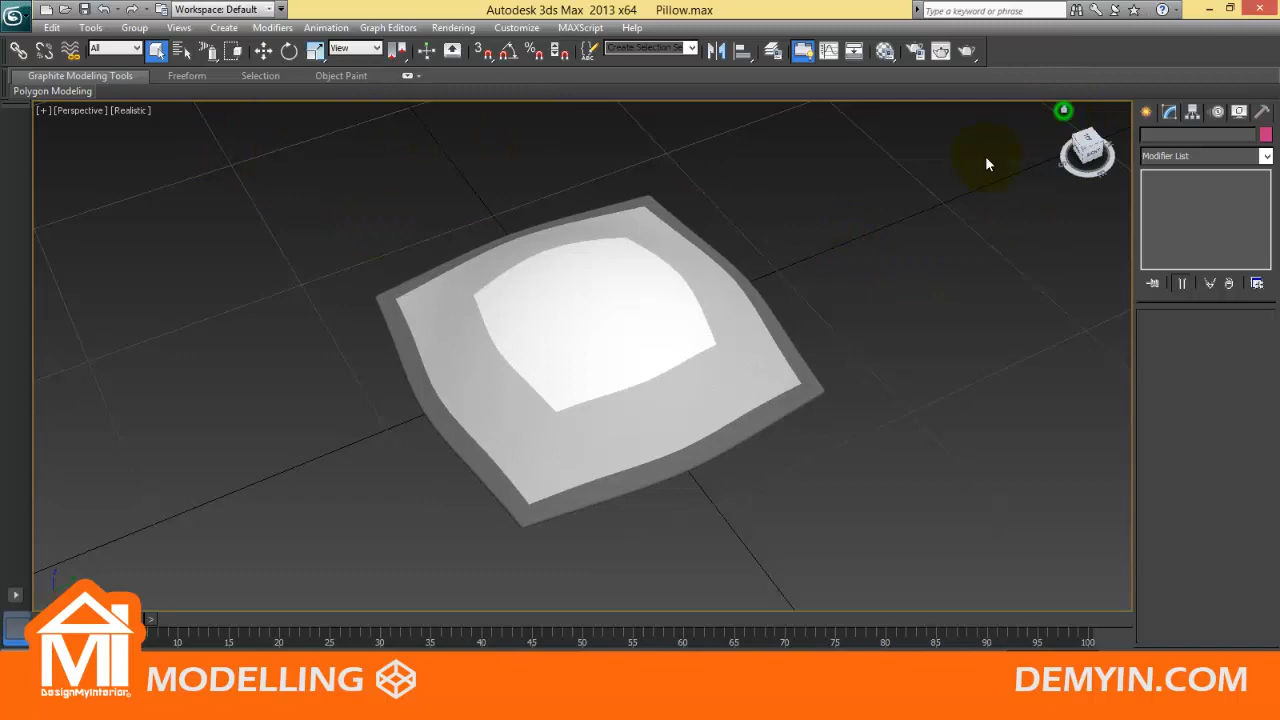 Workspace: Default
Autodesk 3ds Max 2013 x64 Pillow.max
Type a keyword or phrase
Edit Tools Group Views Create Modifiers Animation Graph Editors Rendering Customize MAXScript Help
All
View
3
%
Create Selection Se
Graphite Modeling Tools Freeform Selection Object Paint
Polygon Modeling
[+] [Perspective] [Realistic]
Modifier List
10 15 20 25 30 35 40 45 50 55 60 65 70 75 80 85 90 95 100
MI
DesignMyInterior
MODELLING
DEMYIN.COM